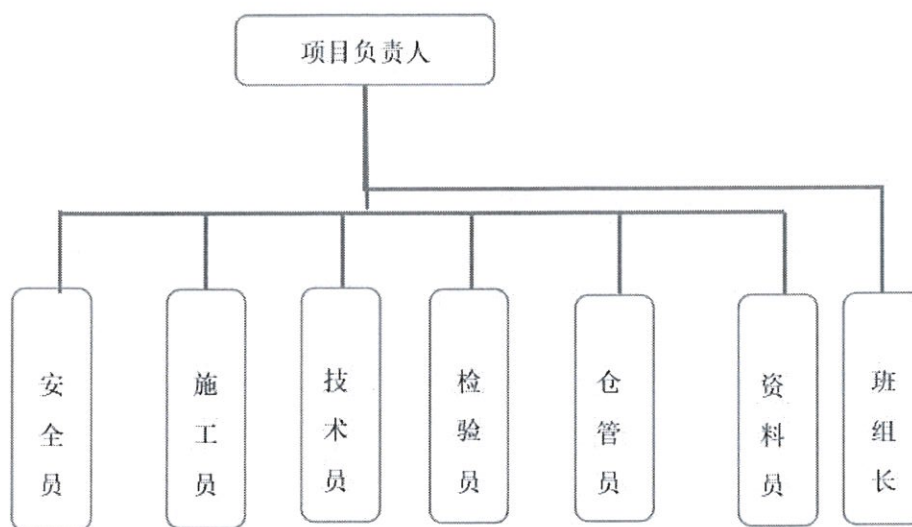 项目负责人
安全员
施工员
技术员
检验员
仓管员
资料员
班组长